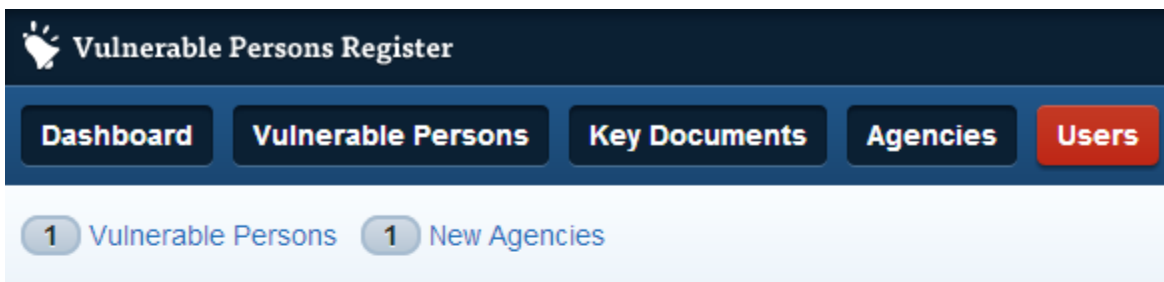 Vulnerable Persons Register
Dashboard Vulnerable Persons Key Documents Agencies Users
1 Vulnerable Persons 1 New Agencies